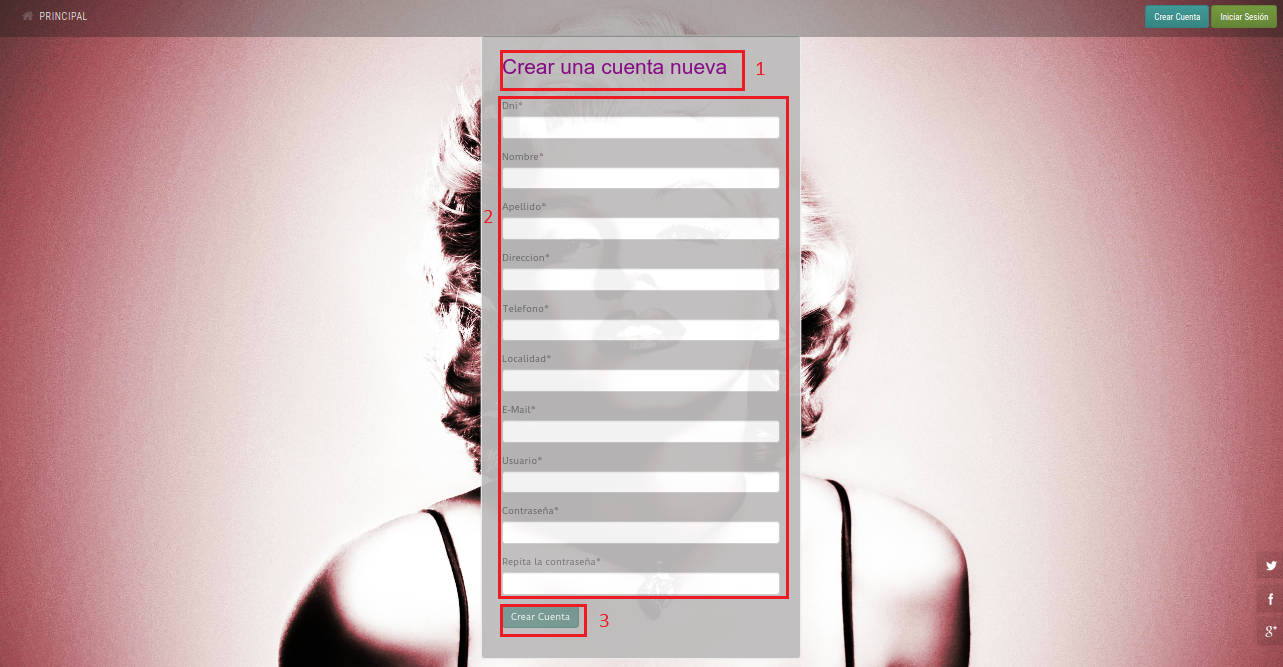 PRINCIPAL
Crear Cuenta
Iniciar Sesión
Crear una cuenta nueva
1
Dni*
Nombre*
Apellido*
2
Direccion*
Telefono*
Localidad*
E-Mail*
Usuario*
Contraseña*
Repita la contraseña*
Crear Cuenta
3